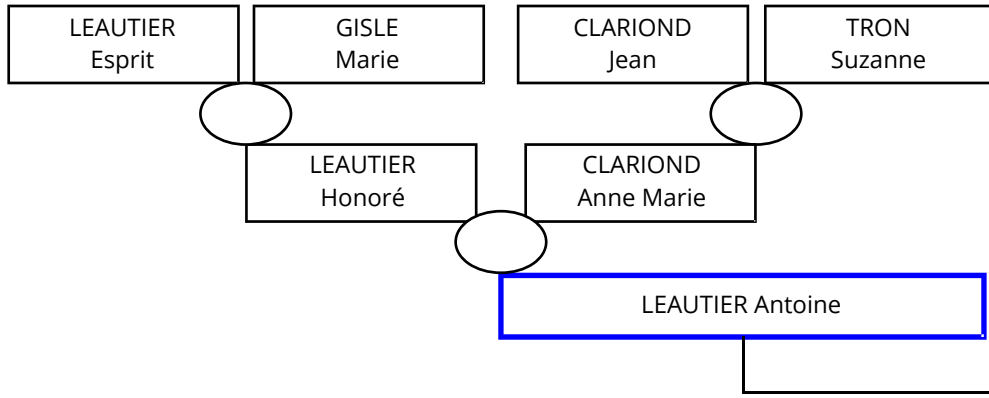 LEAUTIER
Esprit
GISLE
Marie
CLARIOND
Jean
TRON
Suzanne
LEAUTIER
Honoré
CLARIOND
Anne Marie
LEAUTIER Antoine